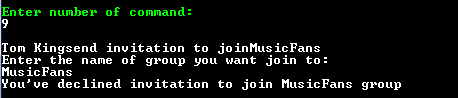 Enter number of command:
9
Tom Kingsend invitation to joinMusicFans
Enter the name of group you want join to:
MusicFans
You've declined invitation to join MusicFans group